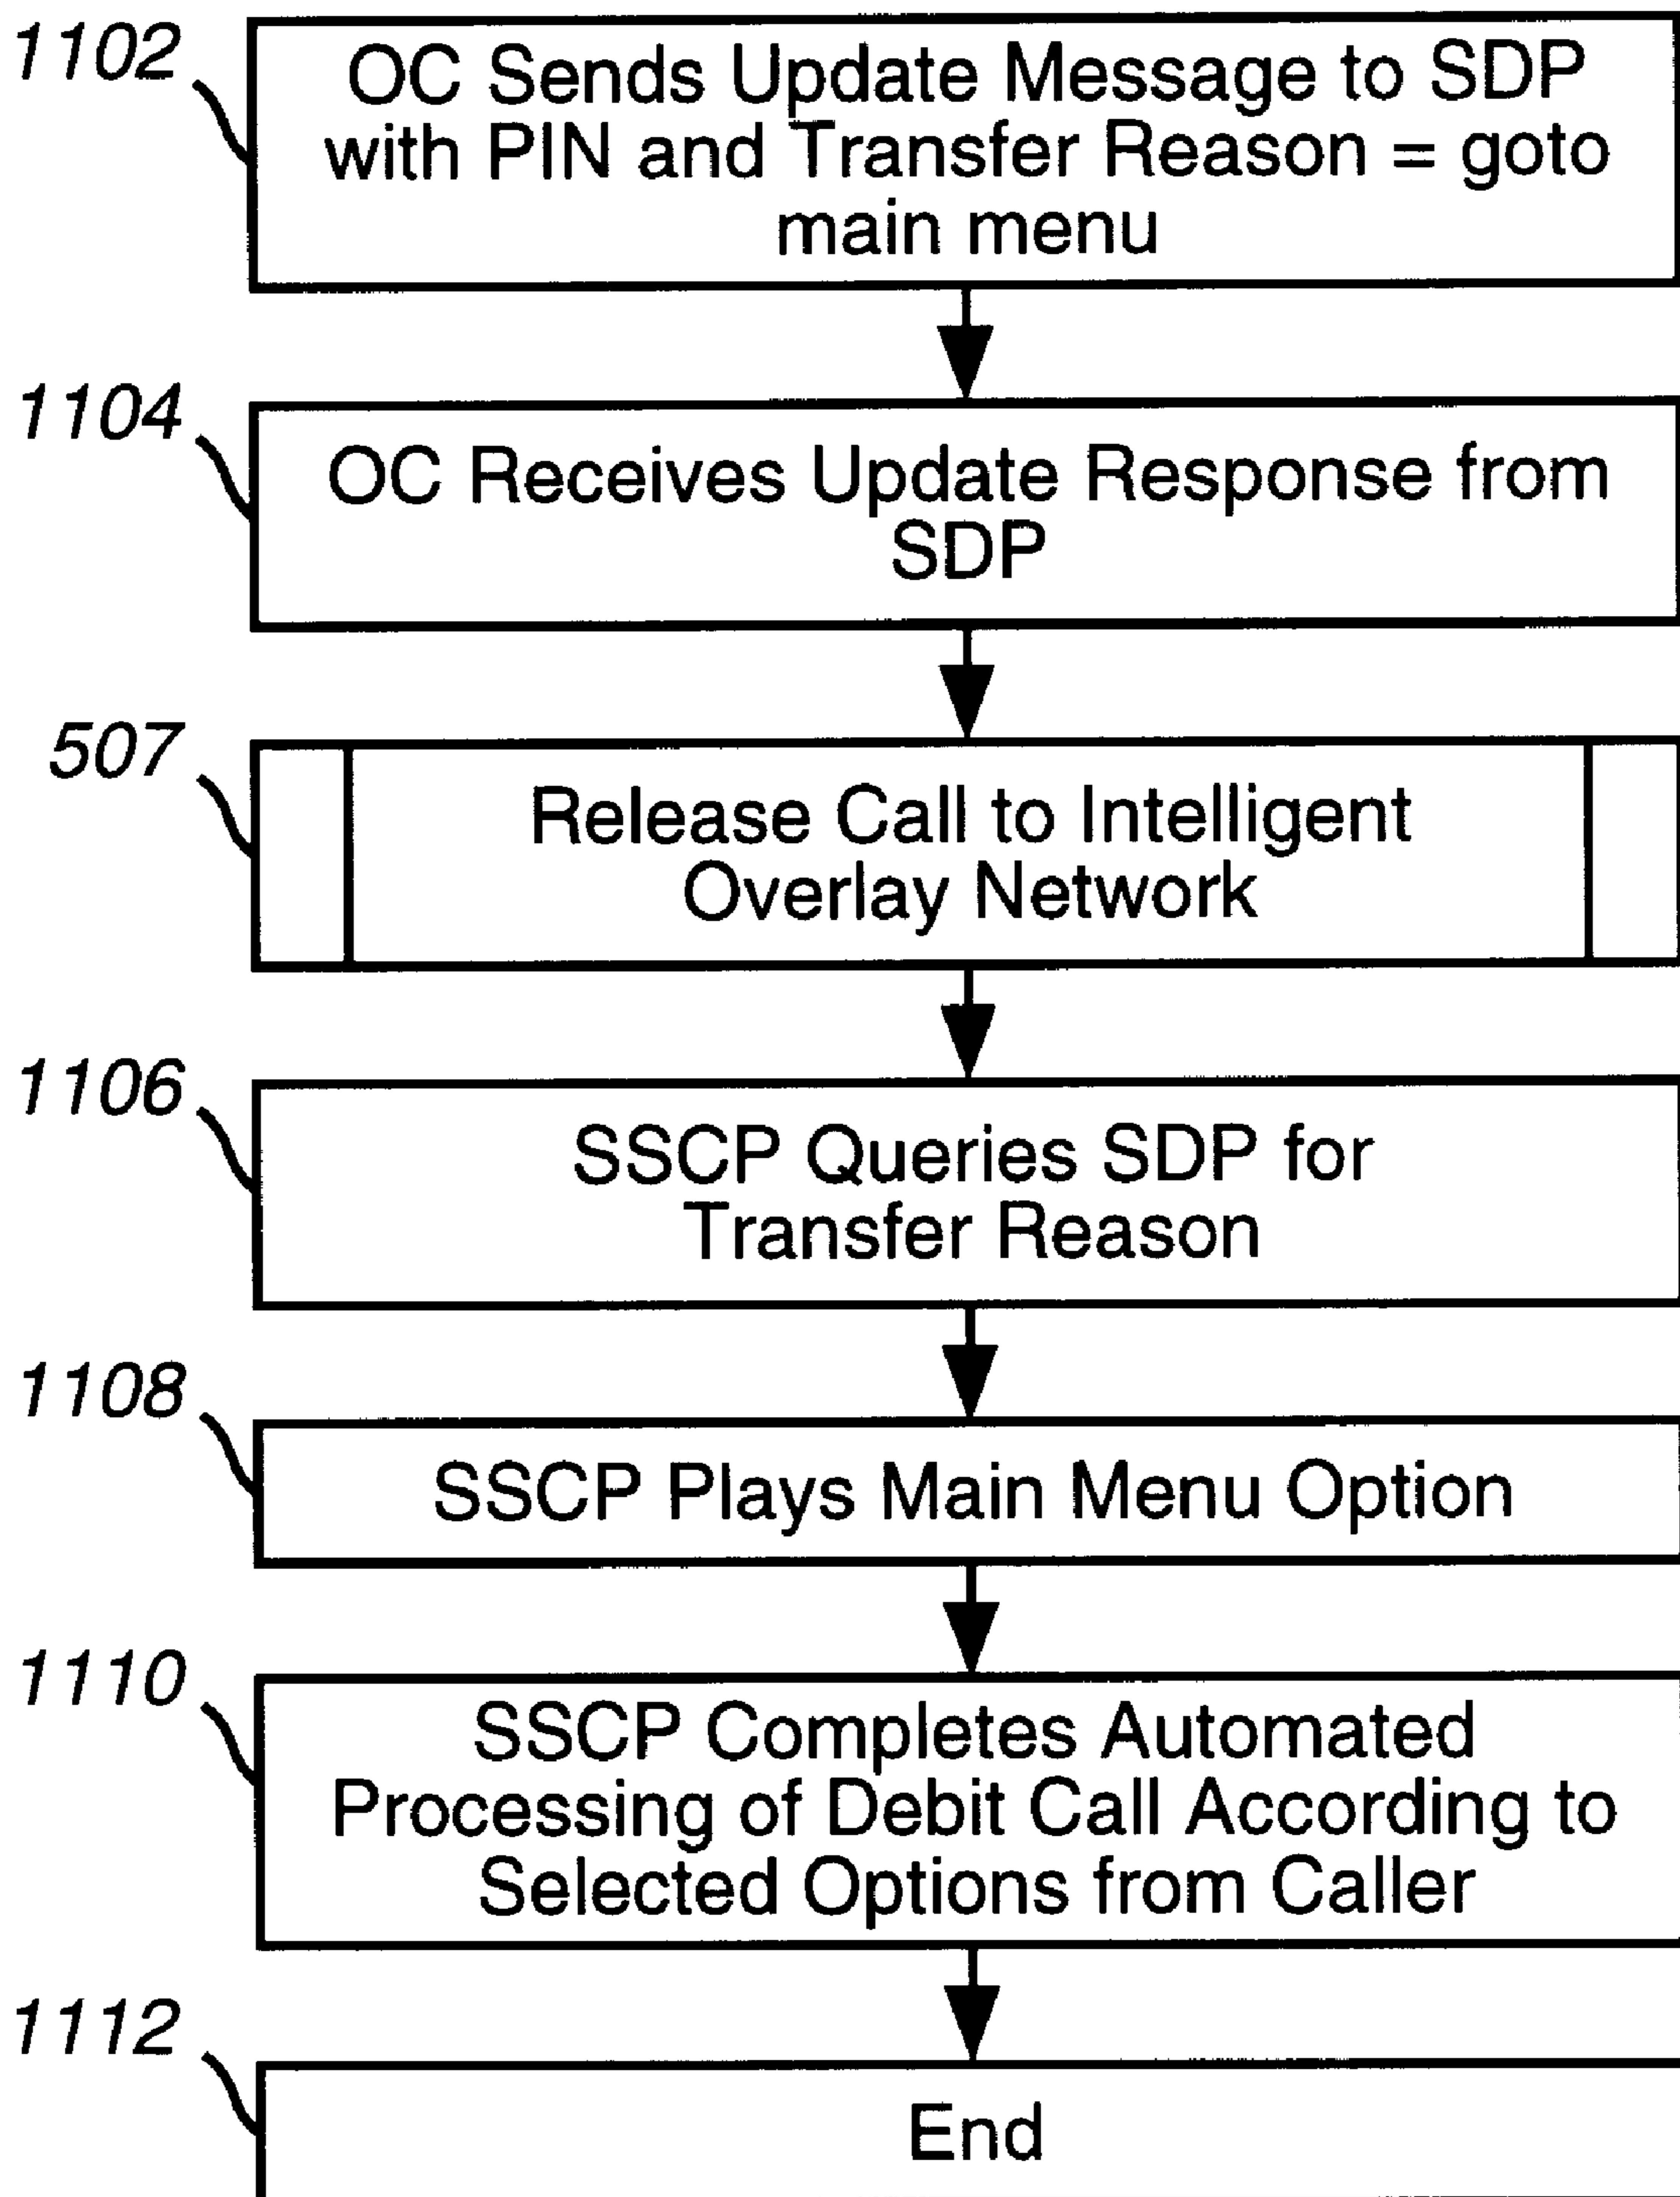 1102
OC Sends Update Message to SDP
with PIN and Transfer Reason = goto
main menu
1104
OC Receives Update Response from
SDP
507
Release Call to Intelligent
Overlay Network
1106
SSCP Queries SDP for
Transfer Reason
1108
SSCP Plays Main Menu Option
1110
SSCP Completes Automated
Processing of Debit Call According to
Selected Options from Caller
1112
End